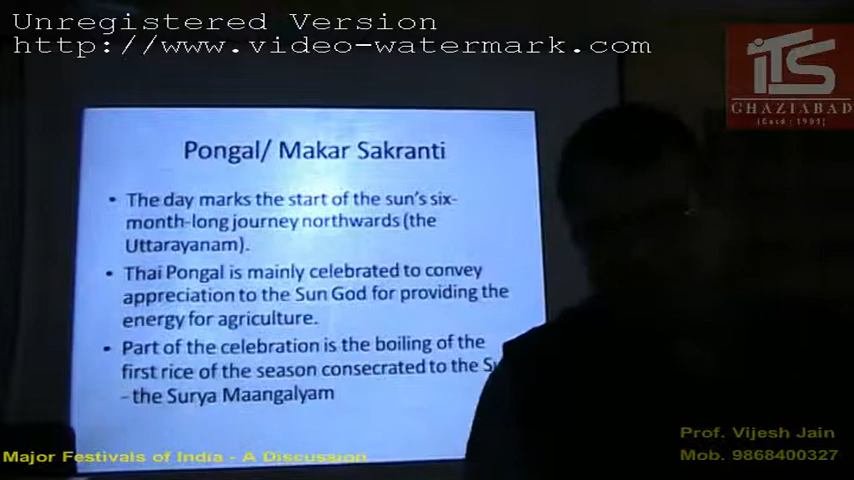 Unregistered Version
http://www.video-watermark.com
iTS
GHAZIABAD
(Estd : 1991)
Pongal/ Makar Sakranti
• The day marks the start of the sun's six-
month-long journey northwards (the
Uttarayanam).
• Thai Pongal is mainly celebrated to convey
appreciation to the Sun God for providing the
energy for agriculture.
• Part of the celebration is the boiling of the
first rice of the season consecrated to the
- the Surya Maangalyam
Prof. Vijesh Jain
Major Festivals of India - A Discussion
Mob. 9868400327